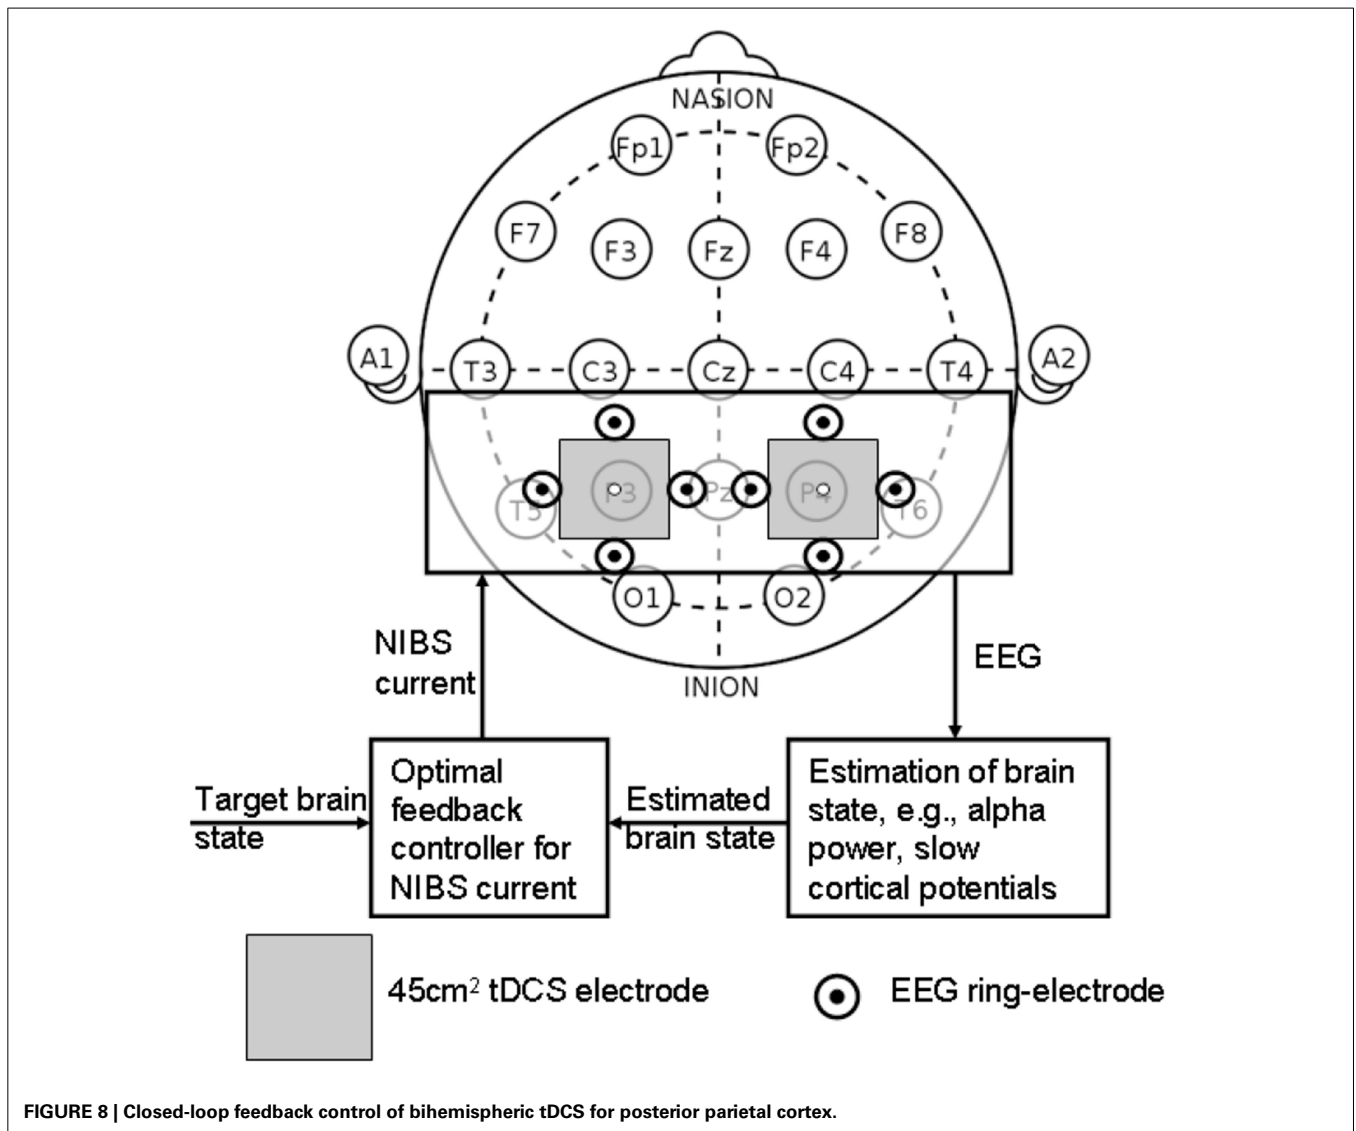 NASION
Fp1
Fp2
F7
F3
Fz
F4
F8
A1
T3
C3
Cz
C4
T4
A2
T5
P3
Pz
P4
T6
O1
O2
INION
NIBS
current
EEG
Target brain
state
Optimal
feedback
controller for
NIBS current
Estimated
brain state
Estimation of brain
state, e.g., alpha
power, slow
cortical potentials
45cm² tDCS electrode
EEG ring-electrode
FIGURE 8 | Closed-loop feedback control of bihemispheric tDCS for posterior parietal cortex.